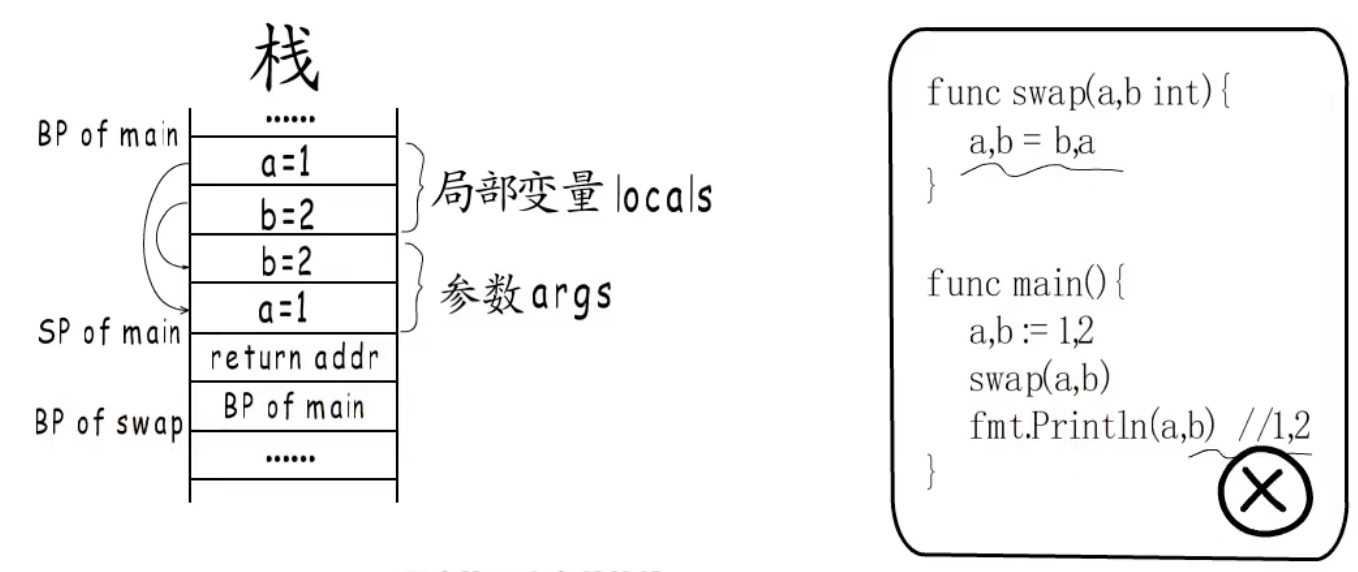 栈
BP of main
......
a=1
b=2
局部变量 locals
b=2
a=1
参数 args
SP of main
return addr
BP of main
BP of swap
......
func swap(a,b int){
a,b = b,a
}
func main(){
a,b := 1,2
swap(a,b)
fmt.Println(a,b) //1,2
}